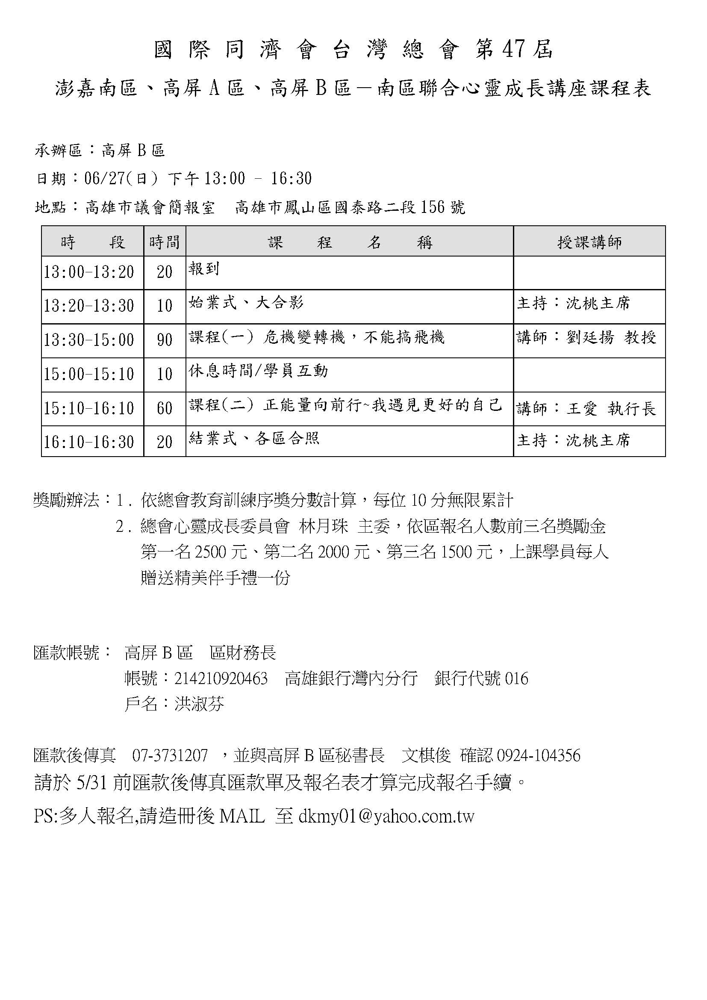 國際同濟會台灣總會第47屆
澎嘉南區、高屏A區、高屏B區－南區聯合心靈成長講座課程表
承辦區：高屏B區
日期：06/27(日) 下午13:00 - 16:30
地點：高雄市議會簡報室　高雄市鳳山區國泰路二段156號
時　段 時間 課　程　名　稱 授課講師
13:00-13:20 20 報到
13:20-13:30 10 始業式、大合影 主持：沈桃主席
13:30-15:00 90 課程(一) 危機變轉機，不能搞飛機 講師：劉廷揚 教授
15:00-15:10 10 休息時間/學員互動
15:10-16:10 60 課程(二) 正能量向前行~我遇見更好的自己 講師：王愛 執行長
16:10-16:30 20 結業式、各區合照 主持：沈桃主席
獎勵辦法：1. 依總會教育訓練序獎分數計算，每位10分無限累計
2. 總會心靈成長委員會 林月珠 主委，依區報名人數前三名獎勵金
第一名2500元、第二名2000元、第三名1500元，上課學員每人
贈送精美伴手禮一份
匯款帳號：　高屏B區　區財務長
帳號：214210920463　高雄銀行灣內分行　銀行代號016
戶名：洪淑芬
匯款後傳真　07-3731207 ，並與高屏B區秘書長　文棋俊 確認0924-104356
請於5/31前匯款後傳真匯款單及報名表才算完成報名手續。
PS:多人報名,請造冊後MAIL 至dkmy01@yahoo.com.tw